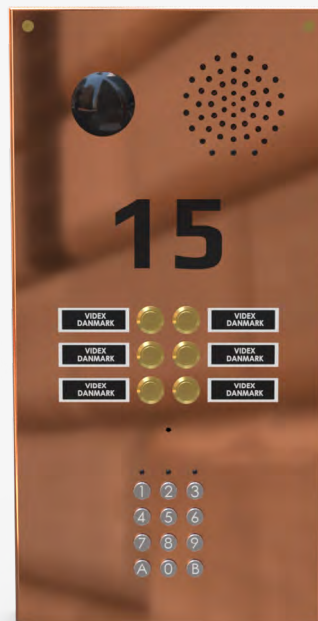 15
VIDEX
DANMARK
VIDEX
DANMARK
VIDEX
DANMARK
VIDEX
DANMARK
VIDEX
DANMARK
VIDEX
DANMARK
1 2 3
4 5 6
7 8 9
A 0 B